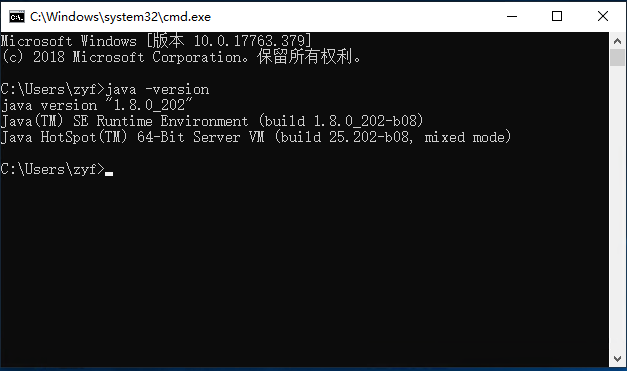 C:\Windows\system32\cmd.exe
Microsoft Windows [版本 10.0.17763.379]
(c) 2018 Microsoft Corporation。保留所有权利。
C:\Users\zyf>java -version
java version "1.8.0_202"
Java(TM) SE Runtime Environment (build 1.8.0_202-b08)
Java HotSpot(TM) 64-Bit Server VM (build 25.202-b08, mixed mode)
C:\Users\zyf>